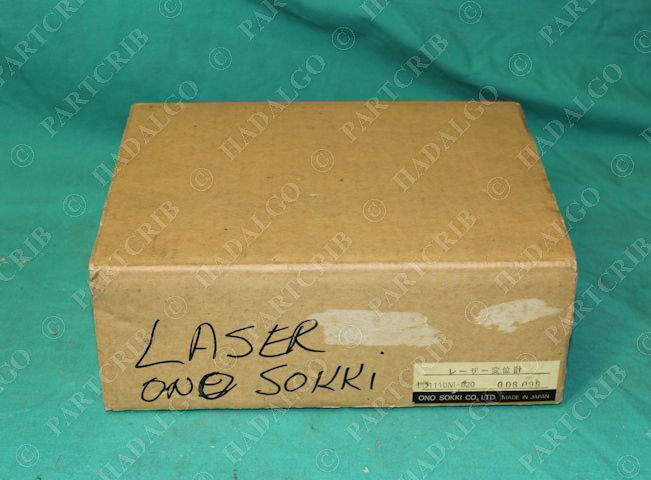 LASER
ONO SOKKI
レーザー変位計
LD1110M-020 008098
ONO SOKKI CO., LTD. MADE IN JAPAN
HADALGO PARTCRIB